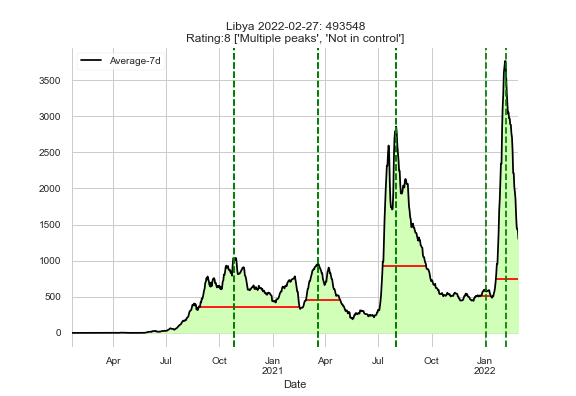 Libya 2022-02-27: 493548
Rating:8 ['Multiple peaks', 'Not in control']
Average-7d
3500
3000
2500
2000
1500
1000
500
0
Apr Jul Oct Jan Apr Jul Oct Jan
2021 2022
Date